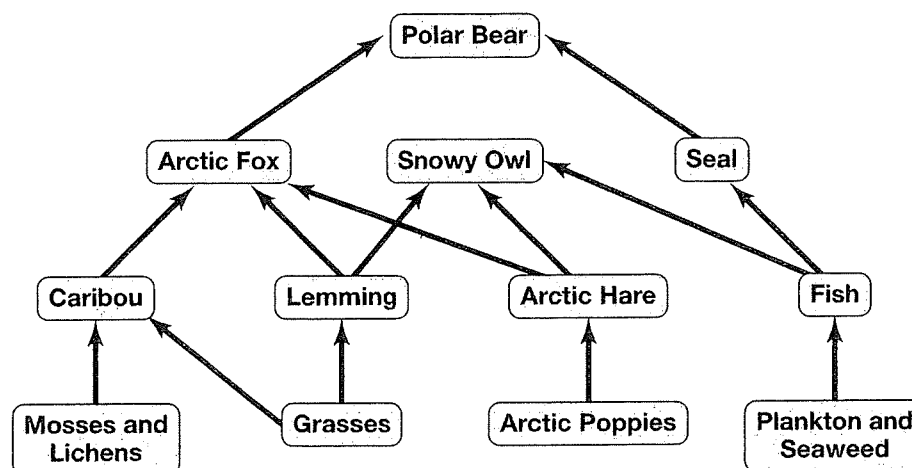 Polar Bear
Arctic Fox
Snowy Owl
Seal
Caribou
Lemming
Arctic Hare
Fish
Mosses and
Lichens
Grasses
Arctic Poppies
Plankton and
Seaweed